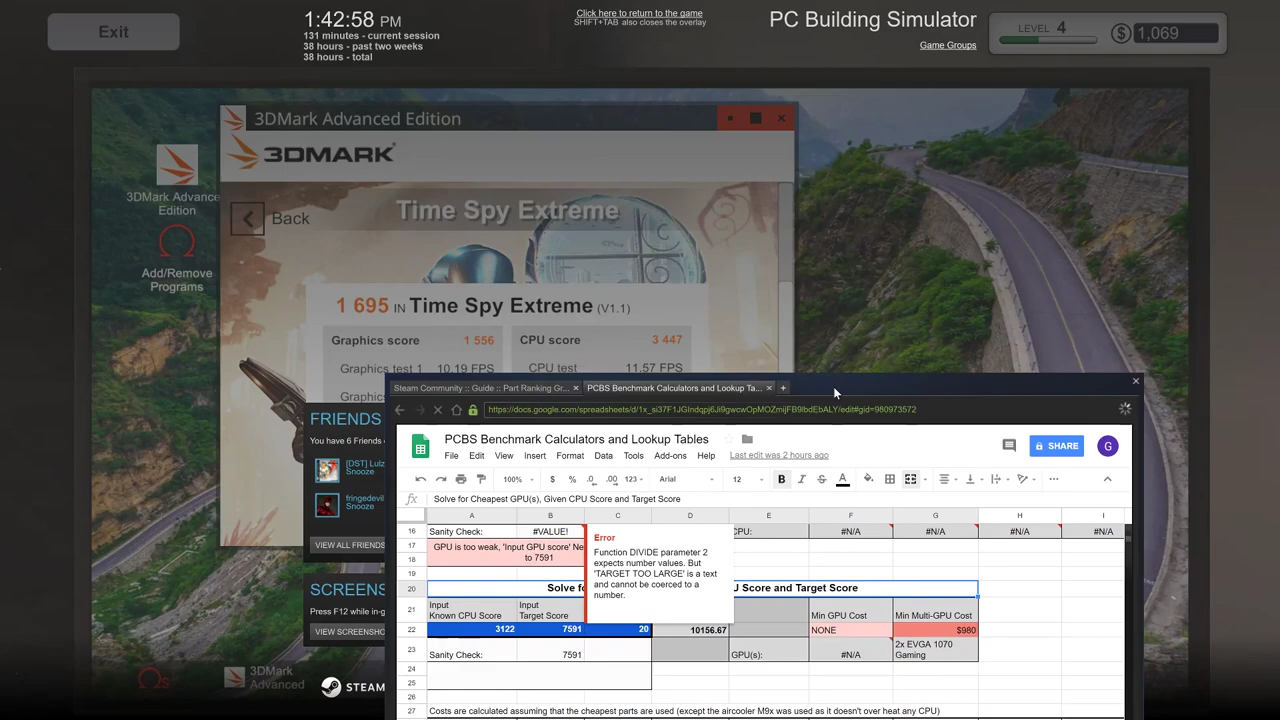 Exit
1:42:58 PM
131 minutes - current session
38 hours - past two weeks
38 hours - total
Click here to return to the game
SHIFT+TAB also closes the overlay
PC Building Simulator
Game Groups
LEVEL 4
$ 1,069
3DMark Advanced Edition
3DMARK
3DMark Advance
Edition
Add/Remove
Programs
Back
Time Spy Extreme
1 695 IN Time Spy Extreme (V1.1)
Graphics score 1 556
CPU score 3 447
Graphics test 1 10.19 FPS
CPU test 11.57 FPS
FRIENDS
You have 6 Friends
[DST] Luiz
Snooze
fringedevil
Snooze
VIEW ALL FRIENDS
SCREENS
Press F12 while in-g
VIEW SCREENSHO
3DMark
Advanced
STEAM
Steam Community :: Guide :: Part Ranking Gr...
PCBS Benchmark Calculators and Lookup Ta...
https://docs.google.com/spreadsheets/d/1x_si37F1JGIndqpj6Ji9gwcwOpMOZmijFB9lbdEbALY/edit#gid=980973572
PCBS Benchmark Calculators and Lookup Tables
File Edit View Insert Format Data Tools Add-ons Help Last edit was 2 hours ago
SHARE
G
100% $ % .0 .00 123 Arial 12 B I S A
fx Solve for Cheapest GPU(s), Given CPU Score and Target Score
A B C D E F G H I
16 Sanity Check: #VALUE! CPU: #N/A #N/A #N/A #N/A
17 GPU is too weak, 'Input GPU score' Ne
18 to 7591
Error
Function DIVIDE parameter 2
expects number values. But
'TARGET TOO LARGE' is a text
and cannot be coerced to a
number.
19
20 Solve fo U Score and Target Score
21 Input
Known CPU Score
Input
Target Score
Min GPU Cost Min Multi-GPU Cost
22 3122 7591 20 10156.67 NONE $980
23 Sanity Check: 7591 GPU(s): #N/A
2x EVGA 1070
Gaming
24
25
26
27 Costs are calculated assuming that the cheapest parts are used (except the aircooler M9x was used as it doesn't over heat any CPU)